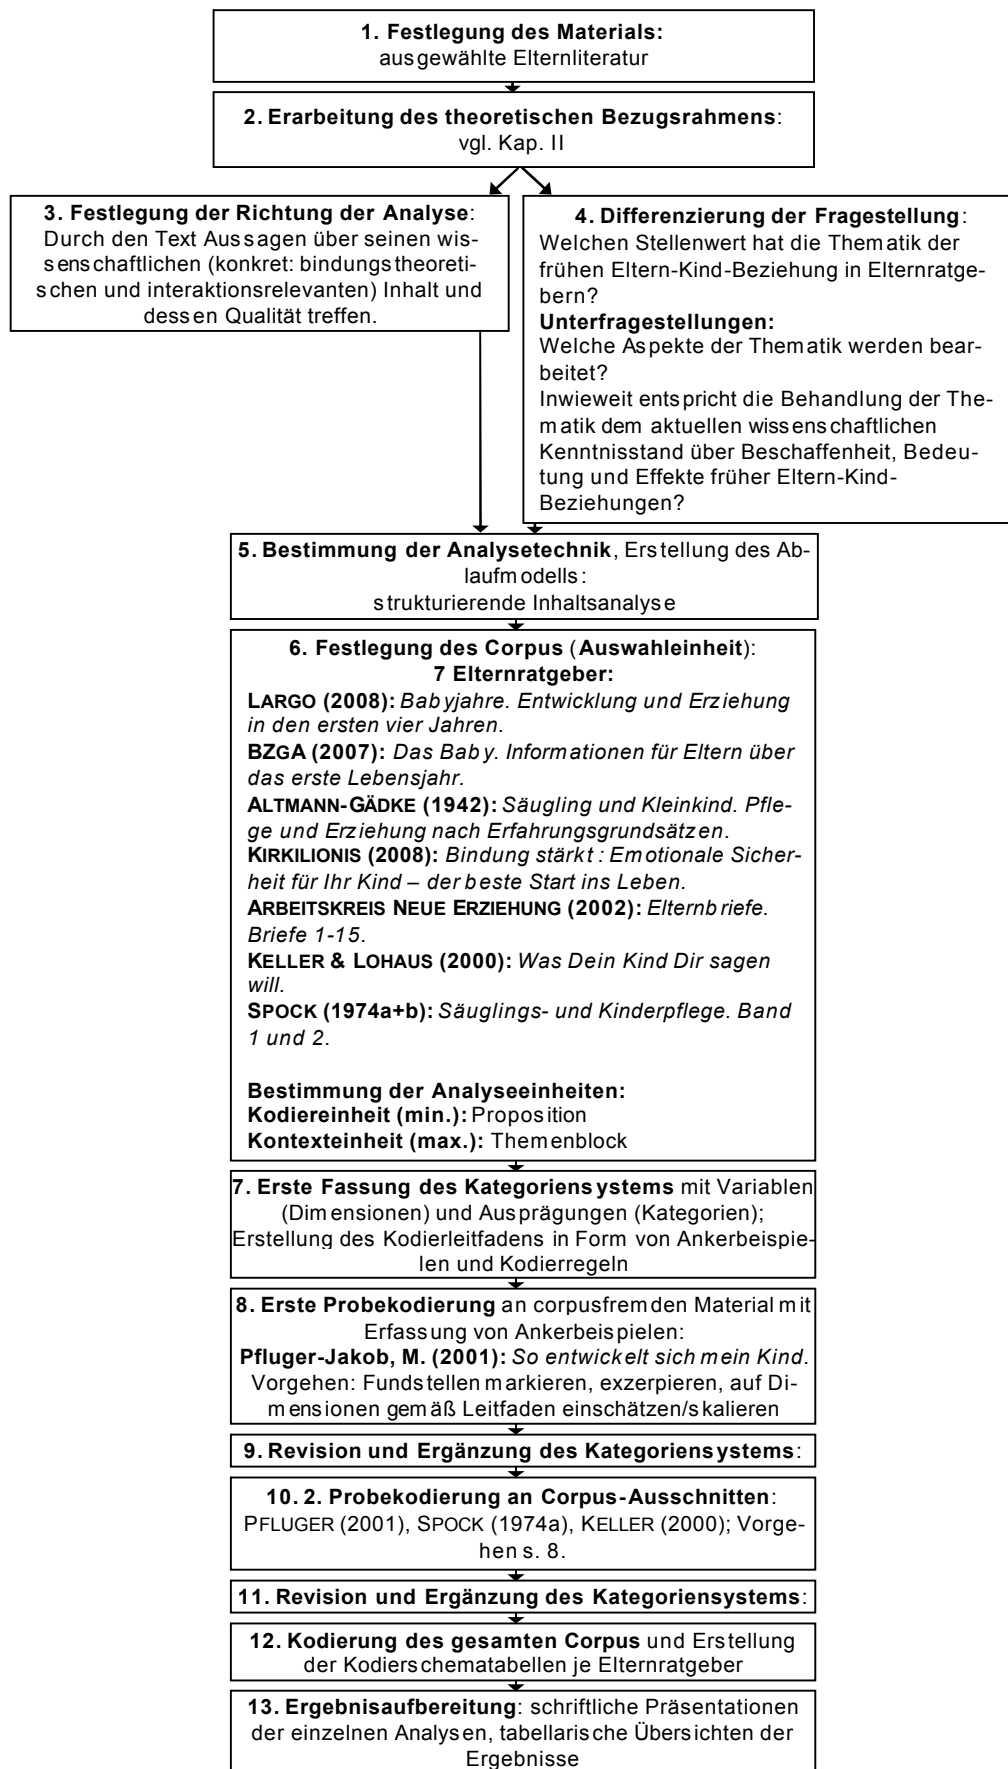 1. Festlegung des Materials:
ausgewählte Elternliteratur
2. Erarbeitung des theoretischen Bezugsrahmens:
vgl. Kap. II
3. Festlegung der Richtung der Analyse:
Durch den Text Aussagen über seinen wis-
senschaftlichen (konkret: bindungstheoreti-
schen und interaktionsrelevanten) Inhalt und
dessen Qualität treffen.
4. Differenzierung der Fragestellung:
Welchen Stellenwert hat die Thematik der
frühen Eltern-Kind-Beziehung in Elternratge-
bern?
Unterfragestellungen:
Welche Aspekte der Thematik werden bear-
beitet?
Inwieweit entspricht die Behandlung der The-
matik dem aktuellen wissenschaftlichen
Kenntnisstand über Beschaffenheit, Bedeu-
tung und Effekte früher Eltern-Kind-
Beziehungen?
5. Bestimmung der Analysetechnik, Erstellung des Ab-
laufmodells:
strukturierende Inhaltsanalyse
6. Festlegung des Corpus (Auswahleinheit):
7 Elternratgeber:
LARGO (2008): Babyjahre. Entwicklung und Erziehung
in den ersten vier Jahren.
BZGA (2007): Das Baby. Informationen für Eltern über
das erste Lebensjahr.
ALTMANN-GÄDKE (1942): Säugling und Kleinkind. Pfle-
ge und Erziehung nach Erfahrungsgrundsätzen.
KIRKILIONIS (2008): Bindung stärkt : Emotionale Sicher-
heit für Ihr Kind – der beste Start ins Leben.
ARBEITSKREIS NEUE ERZIEHUNG (2002): Elternbriefe.
Briefe 1-15.
KELLER & LOHAUS (2000): Was Dein Kind Dir sagen
will.
SPOCK (1974a+b): Säuglings- und Kinderpflege. Band
1 und 2.
Bestimmung der Analyseeinheiten:
Kodiereinheit (min.): Proposition
Kontexteinheit (max.): Themenblock
7. Erste Fassung des Kategoriensystems mit Variablen
(Dimensionen) und Ausprägungen (Kategorien);
Erstellung des Kodierleitfadens in Form von Ankerbeispie-
len und Kodierregeln
8. Erste Probekodierung an corpusfremden Material mit
Erfassung von Ankerbeispielen:
Pfluger-Jakob, M. (2001): So entwickelt sich mein Kind.
Vorgehen: Fundstellen markieren, exzerpieren, auf Di-
mensionen gemäß Leitfaden einschätzen/skalieren
9. Revision und Ergänzung des Kategoriensystems:
10. 2. Probekodierung an Corpus-Ausschnitten:
PFLUGER (2001), SPOCK (1974a), KELLER (2000); Vorge-
hen s. 8.
11. Revision und Ergänzung des Kategoriensystems:
12. Kodierung des gesamten Corpus und Erstellung
der Kodierschematabellen je Elternratgeber
13. Ergebnisaufbereitung: schriftliche Präsentationen
der einzelnen Analysen, tabellarische Übersichten der
Ergebnisse